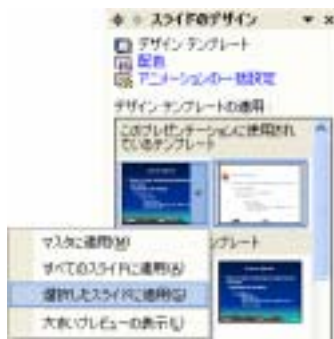 スライドのデザイン
デザイン テンプレート
配色
アニメーションの一括設定
デザイン テンプレートの適用
このプレゼンテーションに使用され
ているテンプレート
マスタに適用(M)
すべてのスライドに適用(A)
選択したスライドに適用(S)
大きいプレビューの表示(L)
プレート